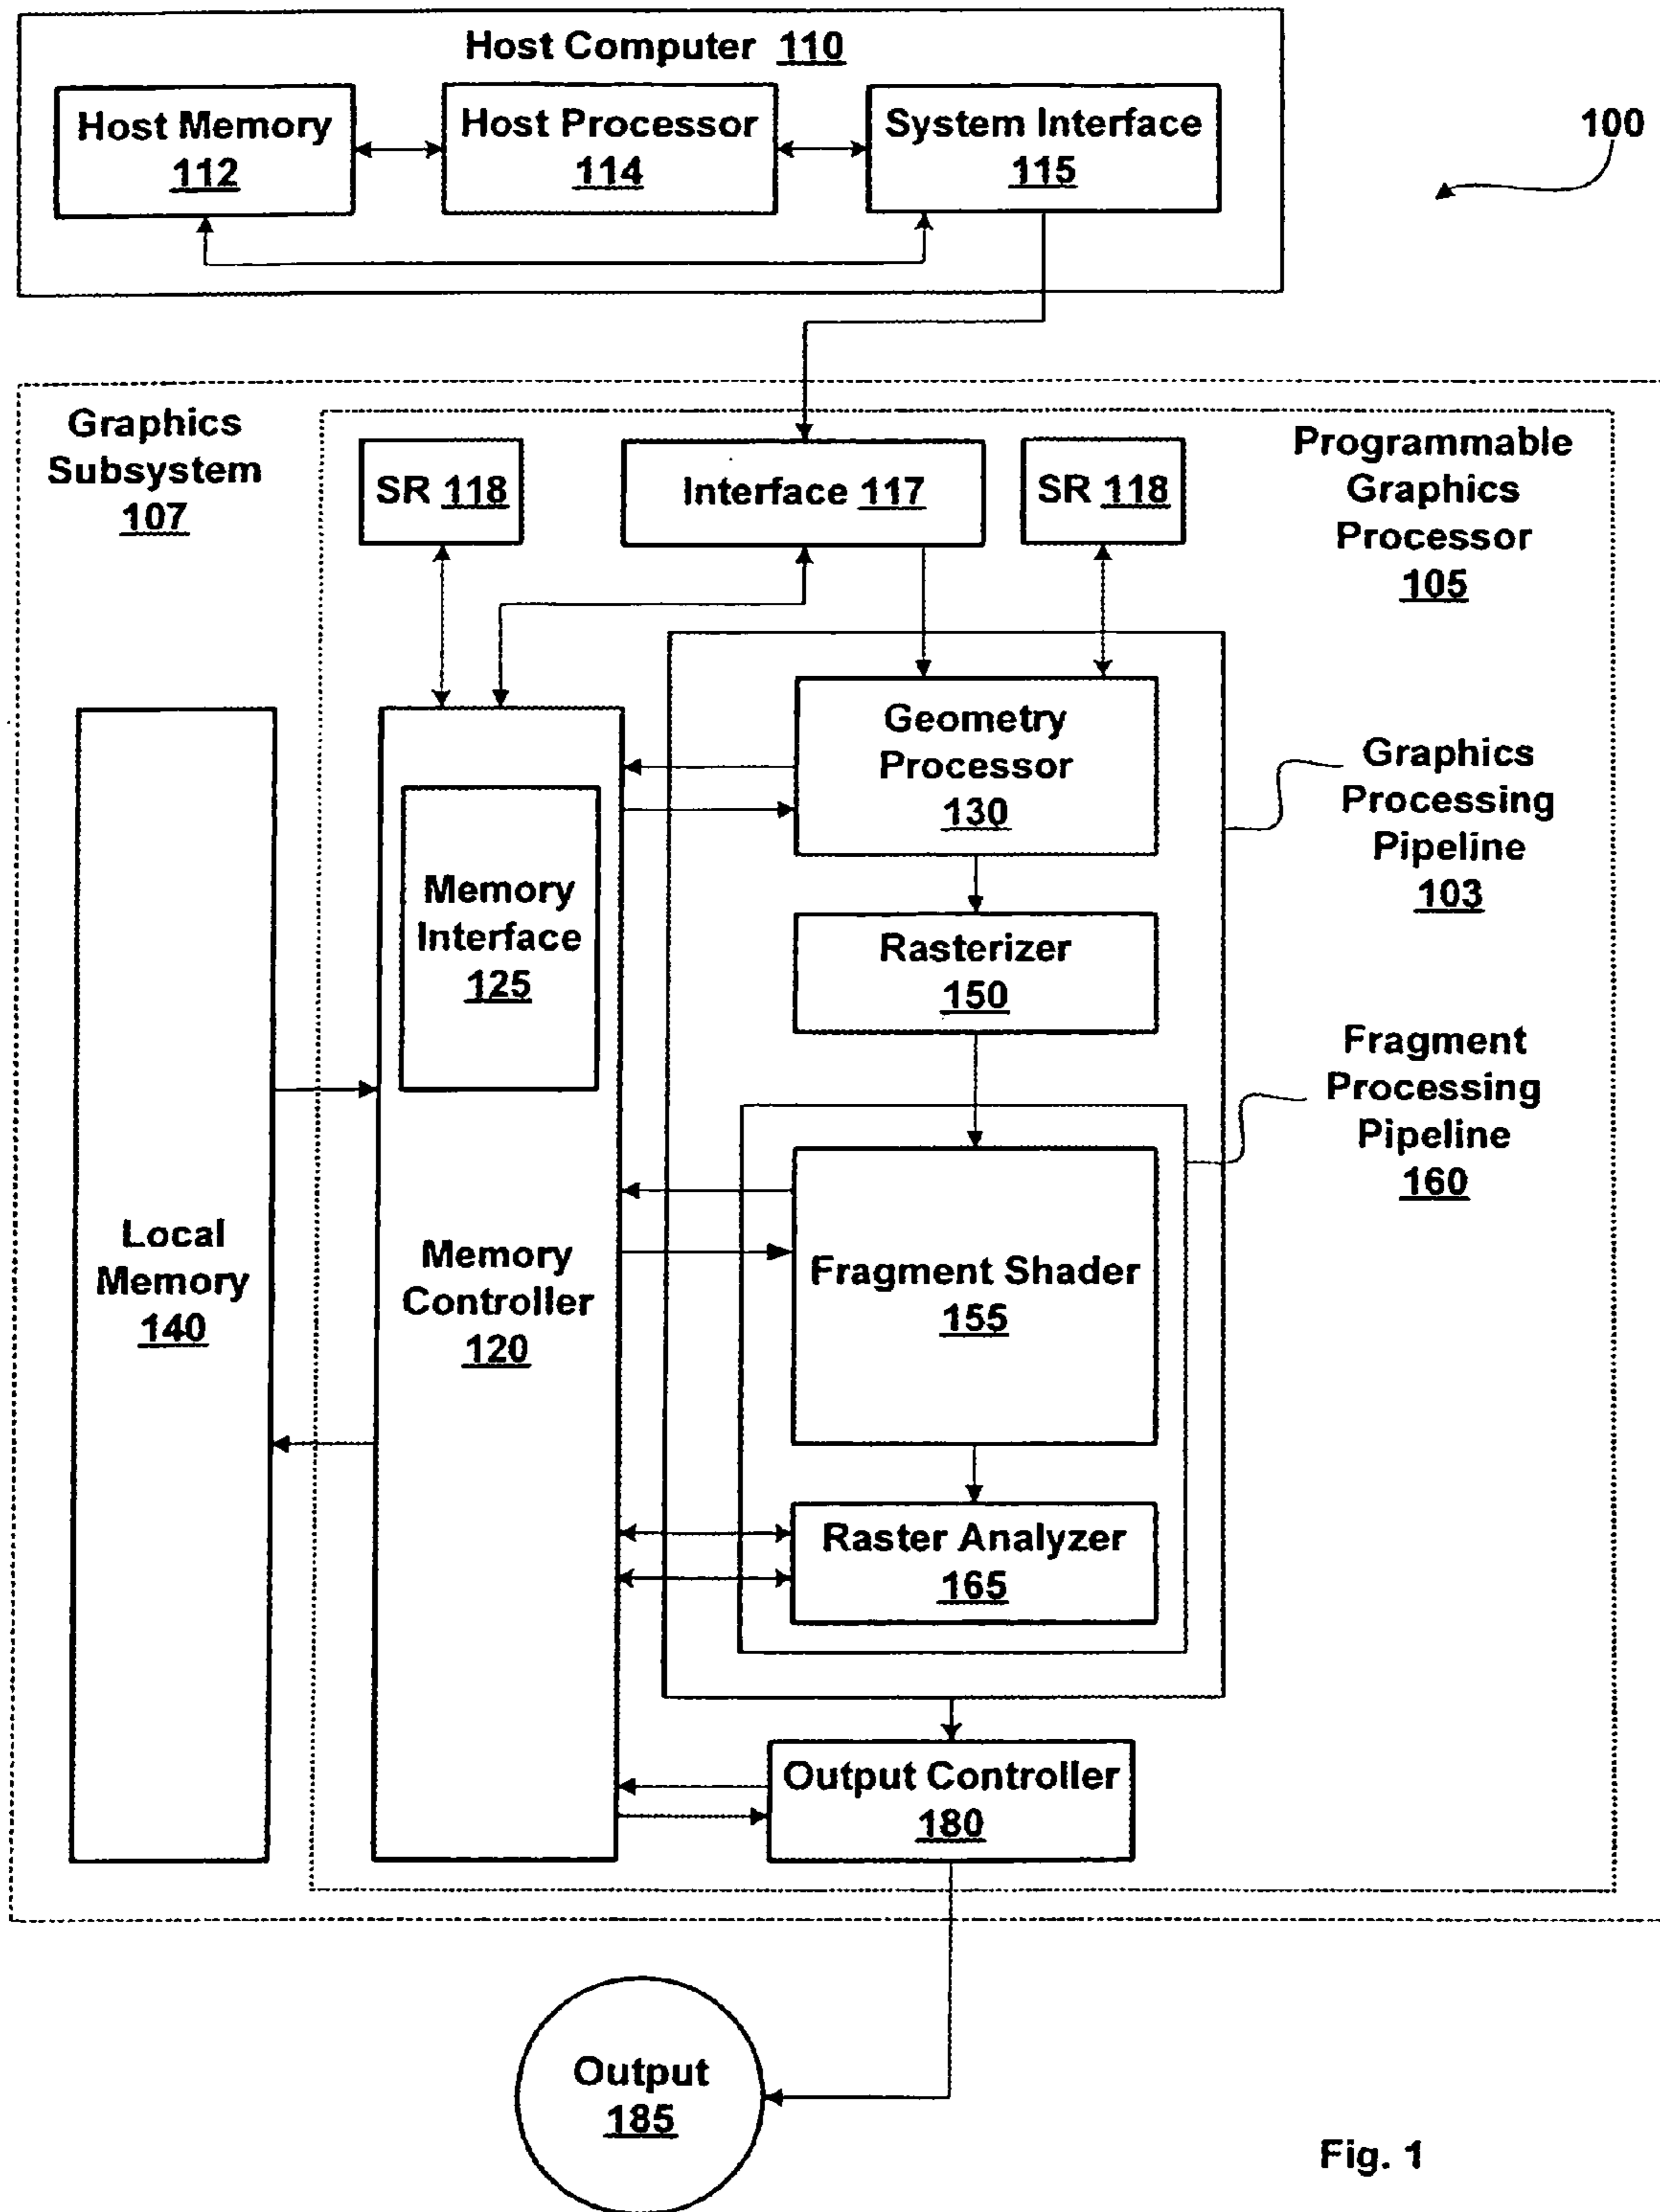 Host Computer 110
Host Memory
112
Host Processor
114
System Interface
115
100
Graphics
Subsystem
107
SR 118
Interface 117
SR 118
Programmable
Graphics
Processor
105
Geometry
Processor
130
Graphics
Processing
Pipeline
103
Memory
Interface
125
Rasterizer
150
Fragment
Processing
Pipeline
160
Local
Memory
140
Memory
Controller
120
Fragment Shader
155
Raster Analyzer
165
Output Controller
180
Output
185
Fig. 1